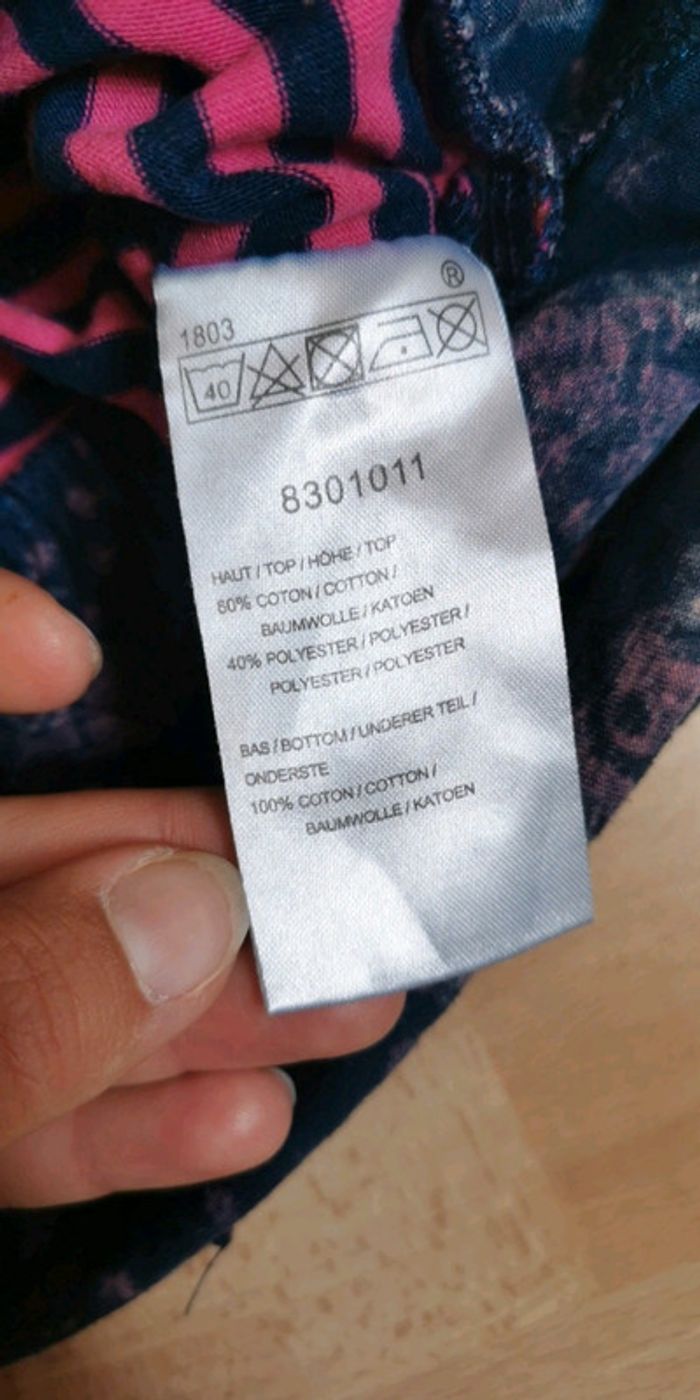 ®
1803
40
8301011
HAUT / TOP / HÖHE / TOP
60% COTON / COTTON /
BAUMWOLLE / KATOEN
40% POLYESTER / POLYESTER /
POLYESTER / POLYESTER
BAS / BOTTOM / UNDERER TEIL /
ONDERSTE
100% COTON / COTTON /
BAUMWOLLE / KATOEN